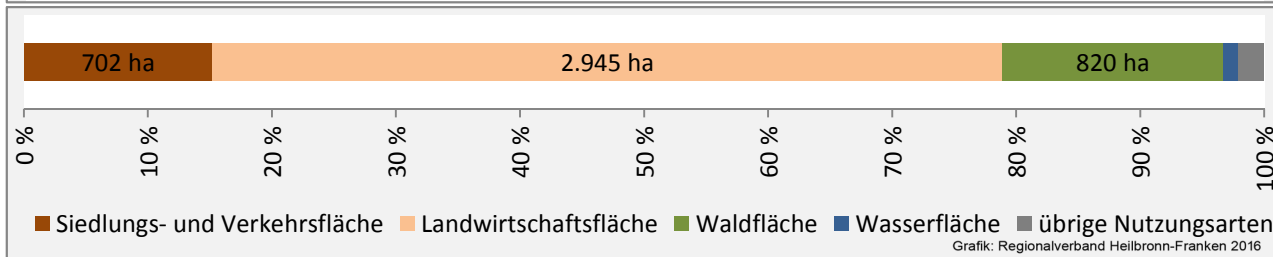 702 ha 2.945 ha 820 ha
0 % 10 % 20 % 30 % 40 % 50 % 60 % 70 % 80 % 90 % 100 %
Siedlungs- und Verkehrsfläche Landwirtschaftsfläche Waldfläche Wasserfläche übrige Nutzungsarten
Grafik: Regionalverband Heilbronn-Franken 2016